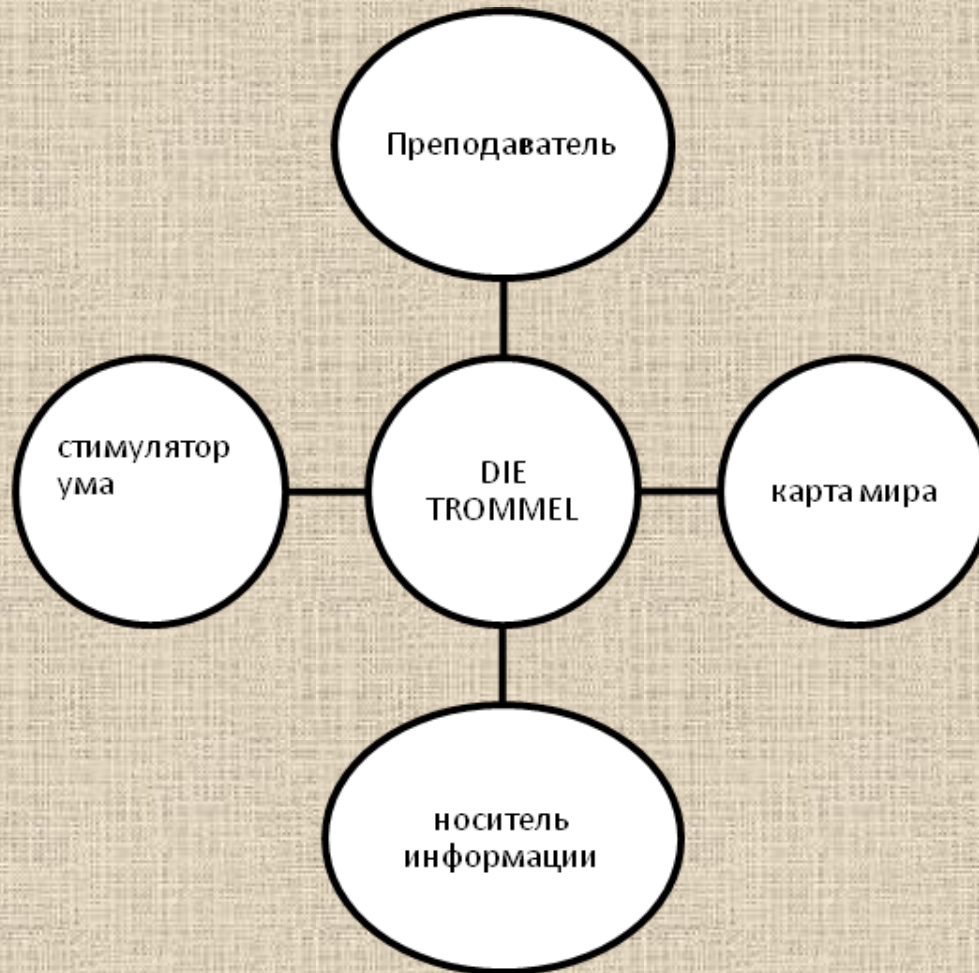 Преподаватель
стимулятор
ума
DIE
TROMMEL
карта мира
носитель
информации